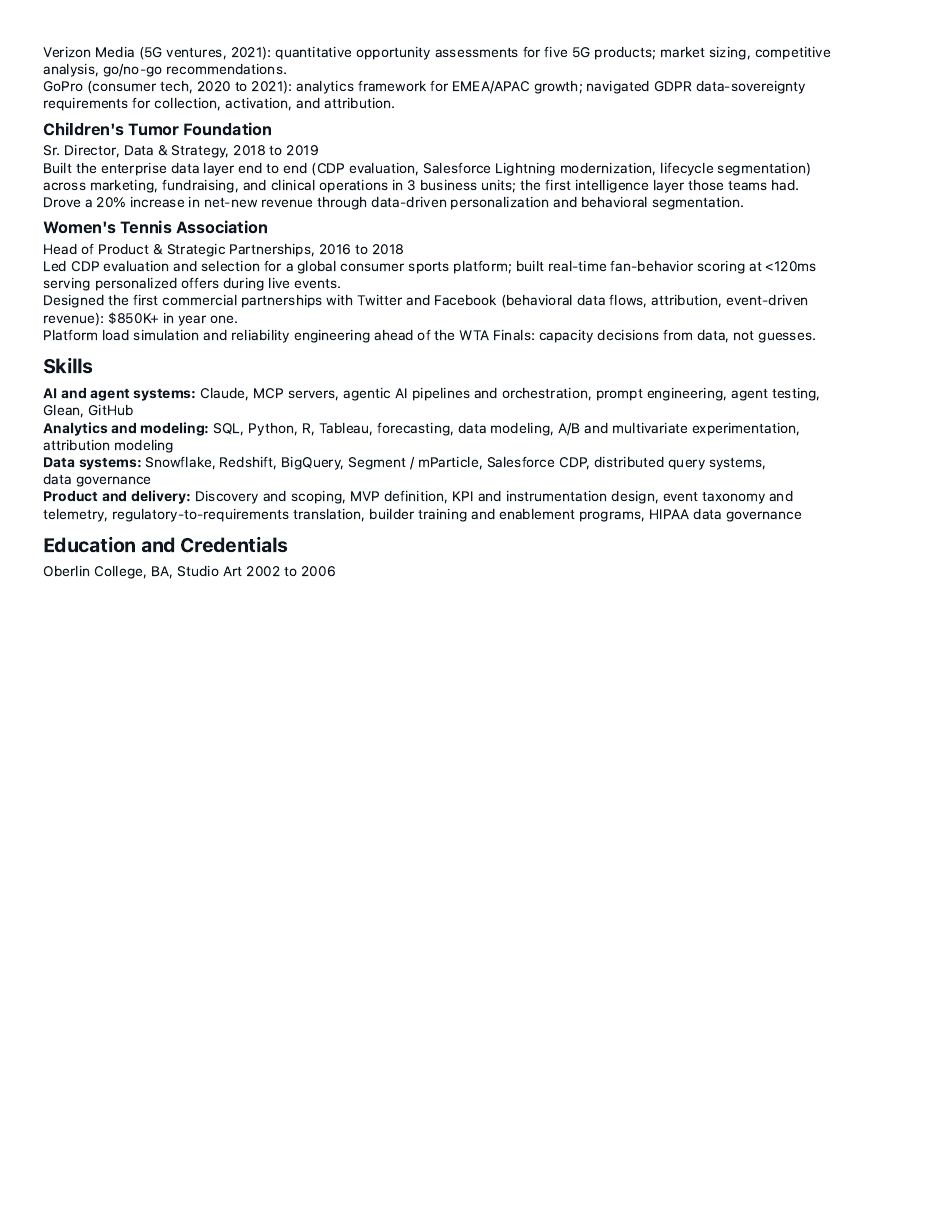 Verizon Media (5G ventures, 2021): quantitative opportunity assessments for five 5G products; market sizing, competitive
analysis, go/no-go recommendations.
GoPro (consumer tech, 2020 to 2021): analytics framework for EMEA/APAC growth; navigated GDPR data-sovereignty
requirements for collection, activation, and attribution.
Children's Tumor Foundation
Sr. Director, Data & Strategy, 2018 to 2019
Built the enterprise data layer end to end (CDP evaluation, Salesforce Lightning modernization, lifecycle segmentation)
across marketing, fundraising, and clinical operations in 3 business units; the first intelligence layer those teams had.
Drove a 20% increase in net-new revenue through data-driven personalization and behavioral segmentation.
Women's Tennis Association
Head of Product & Strategic Partnerships, 2016 to 2018
Led CDP evaluation and selection for a global consumer sports platform; built real-time fan-behavior scoring at <120ms
serving personalized offers during live events.
Designed the first commercial partnerships with Twitter and Facebook (behavioral data flows, attribution, event-driven
revenue): $850K+ in year one.
Platform load simulation and reliability engineering ahead of the WTA Finals: capacity decisions from data, not guesses.
Skills
AI and agent systems: Claude, MCP servers, agentic AI pipelines and orchestration, prompt engineering, agent testing,
Glean, GitHub
Analytics and modeling: SQL, Python, R, Tableau, forecasting, data modeling, A/B and multivariate experimentation,
attribution modeling
Data systems: Snowflake, Redshift, BigQuery, Segment / mParticle, Salesforce CDP, distributed query systems,
data governance
Product and delivery: Discovery and scoping, MVP definition, KPI and instrumentation design, event taxonomy and
telemetry, regulatory-to-requirements translation, builder training and enablement programs, HIPAA data governance
Education and Credentials
Oberlin College, BA, Studio Art 2002 to 2006